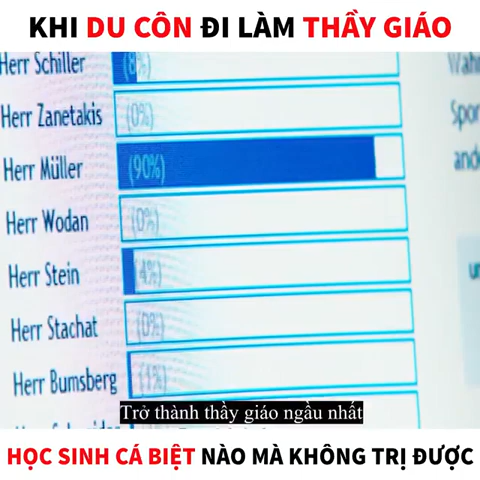 KHI DU CÔN ĐI LÀM THẦY GIÁO
Herr Schiller (8%)
Herr Zanetakis (0%)
Herr Müller (90%)
Spor
Herr Wodan (0%)
Herr Stein (4%)
Herr Stachat (0%)
Herr Bumsberg (1%)
Trở thành thầy giáo ngầu nhất
HỌC SINH CÁ BIỆT NÀO MÀ KHÔNG TRỊ ĐƯỢC